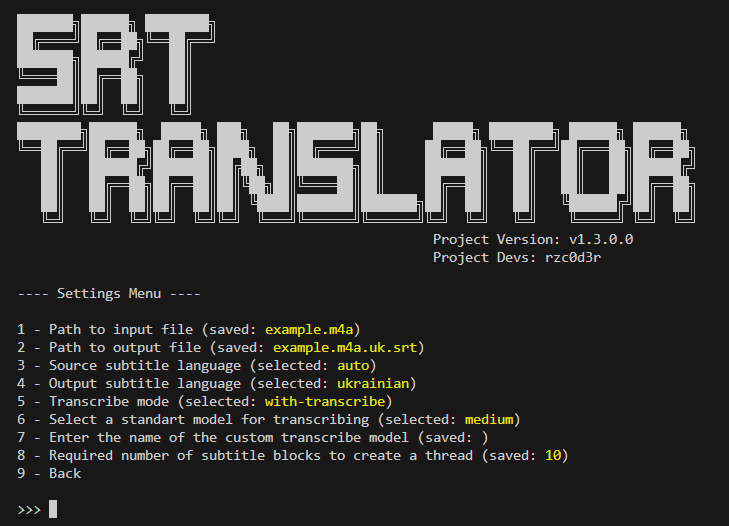 SRT
TRANSLATOR
Project Version: v1.3.0.0
Project Devs: rzc0d3r
---- Settings Menu ----
1 - Path to input file (saved: example.m4a)
2 - Path to output file (saved: example.m4a.uk.srt)
3 - Source subtitle language (selected: auto)
4 - Output subtitle language (selected: ukrainian)
5 - Transcribe mode (selected: with-transcribe)
6 - Select a standart model for transcribing (selected: medium)
7 - Enter the name of the custom transcribe model (saved: )
8 - Required number of subtitle blocks to create a thread (saved: 10)
9 - Back
>>>